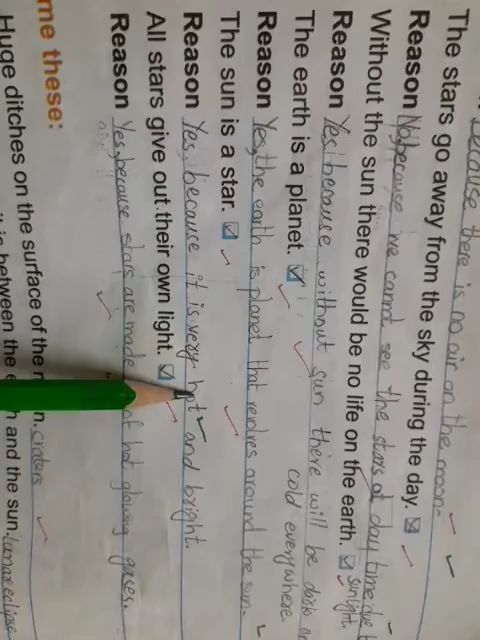 because there is no air on the moon.
The stars go away from the sky during the day.
Reason No, because we cannot see the stars at day time due
sunlight.
Without the sun there would be no life on the earth.
Reason Yes, because without sun there will be dark
cold everywhere.
The earth is a planet.
Reason Yes, the earth is planet that revolves around the sun.
The sun is a star.
Reason Yes, because it is very hot and bright.
All stars give out their own light.
Reason Yes, because stars are made of hot glowing gases.
me these:
Huge ditches on the surface of the n. craters
between the and the sun. lunar eclipse